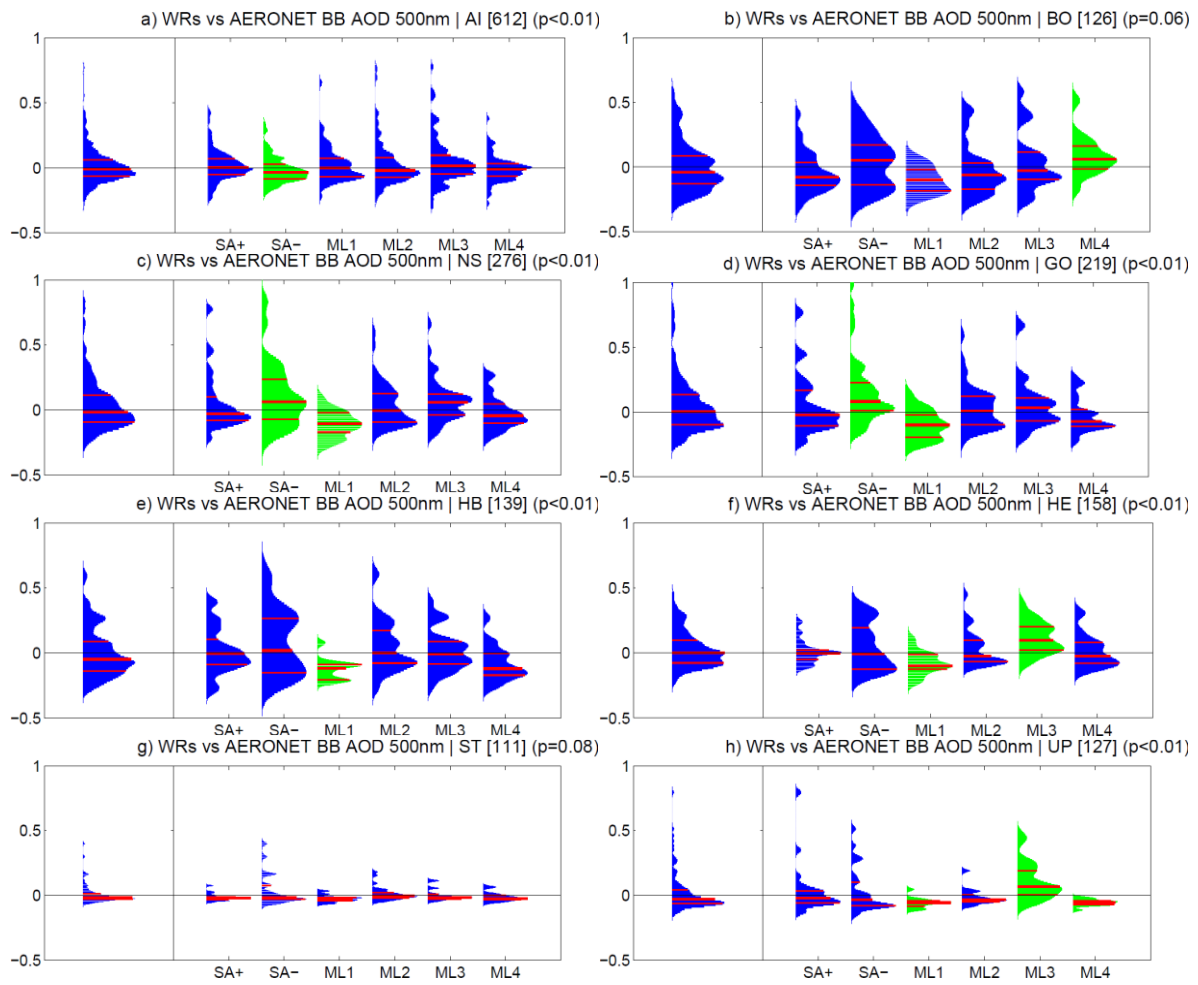 a) WRs vs AERONET BB AOD 500nm | AI [612] (p<0.01)
1
0.5
0
−0.5
SA+ SA− ML1 ML2 ML3 ML4
b) WRs vs AERONET BB AOD 500nm | BO [126] (p=0.06)
1
0.5
0
−0.5
SA+ SA− ML1 ML2 ML3 ML4
c) WRs vs AERONET BB AOD 500nm | NS [276] (p<0.01)
1
0.5
0
−0.5
SA+ SA− ML1 ML2 ML3 ML4
d) WRs vs AERONET BB AOD 500nm | GO [219] (p<0.01)
1
0.5
0
−0.5
SA+ SA− ML1 ML2 ML3 ML4
e) WRs vs AERONET BB AOD 500nm | HB [139] (p<0.01)
1
0.5
0
−0.5
SA+ SA− ML1 ML2 ML3 ML4
f) WRs vs AERONET BB AOD 500nm | HE [158] (p<0.01)
1
0.5
0
−0.5
SA+ SA− ML1 ML2 ML3 ML4
g) WRs vs AERONET BB AOD 500nm | ST [111] (p=0.08)
1
0.5
0
−0.5
SA+ SA− ML1 ML2 ML3 ML4
h) WRs vs AERONET BB AOD 500nm | UP [127] (p<0.01)
1
0.5
0
−0.5
SA+ SA− ML1 ML2 ML3 ML4